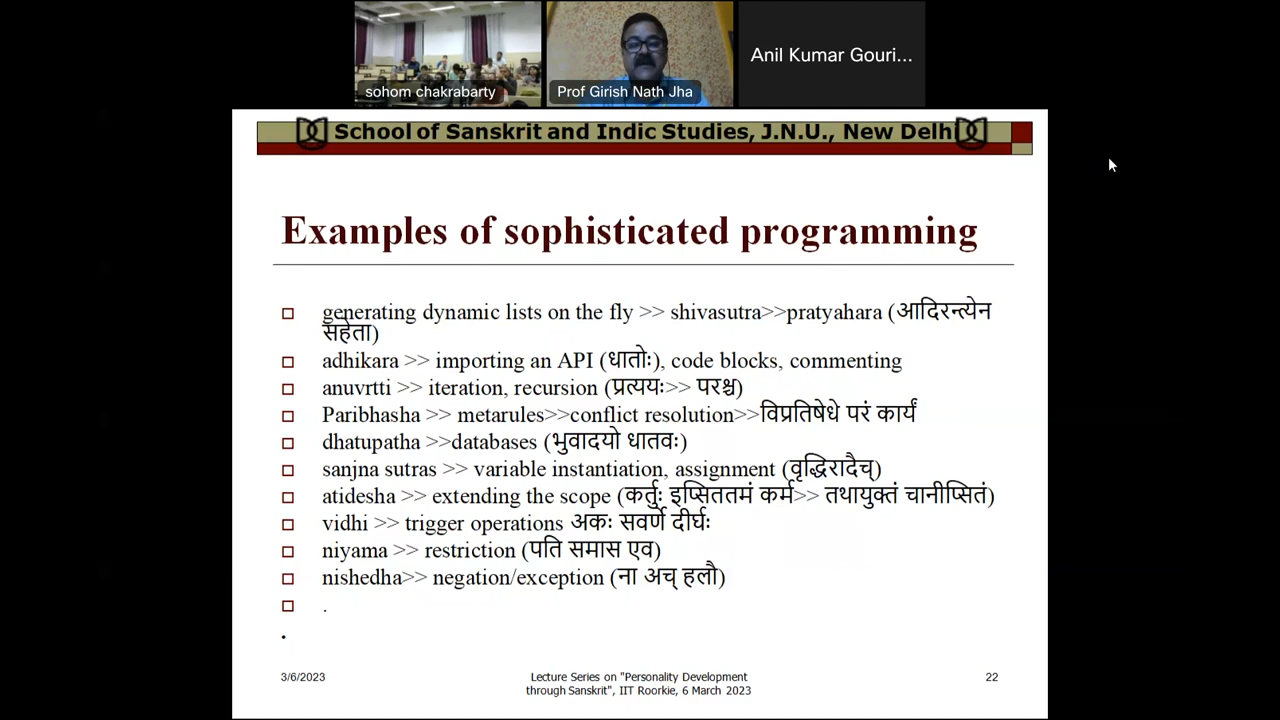 sohom chakrabarty
Prof Girish Nath Jha
Anil Kumar Gouri...
School of Sanskrit and Indic Studies, J.N.U., New Delhi
Examples of sophisticated programming
generating dynamic lists on the fly >> shivasutra>>pratyahara (आदिरन्त्येन
सहेता)
adhikara >> importing an API (धातोः), code blocks, commenting
anuvrtti >> iteration, recursion (प्रत्ययः>> परश्च)
Paribhasha >> metarules>>conflict resolution>>विप्रतिषेधे परं कार्यं
dhatupatha >>databases (भुवादयो धातवः)
sanjna sutras >> variable instantiation, assignment (वृद्धिरादैच्)
atidesha >> extending the scope (कर्तुः इप्सिततमं कर्म>> तथायुक्तं चानीप्सितं)
vidhi >> trigger operations अकः सवर्णे दीर्घः
niyama >> restriction (पति समास एव)
nishedha>> negation/exception (ना अच् हलौ)
.
.
3/6/2023
Lecture Series on "Personality Development
through Sanskrit", IIT Roorkie, 6 March 2023
22